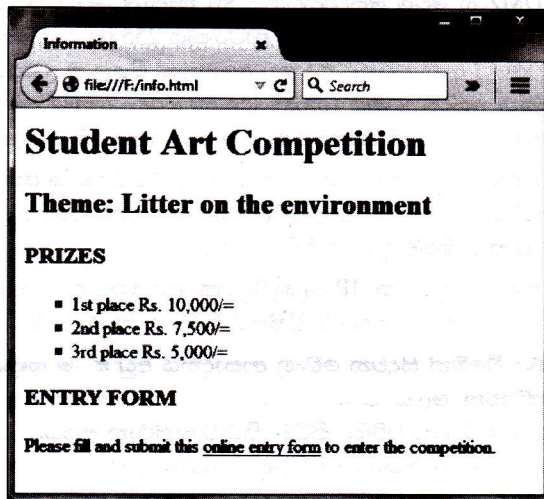 Information
file:///F:/info.html
Search
Student Art Competition
Theme: Litter on the environment
PRIZES
1st place Rs. 10,000/=
2nd place Rs. 7,500/=
3rd place Rs. 5,000/=
ENTRY FORM
Please fill and submit this online entry form to enter the competition.